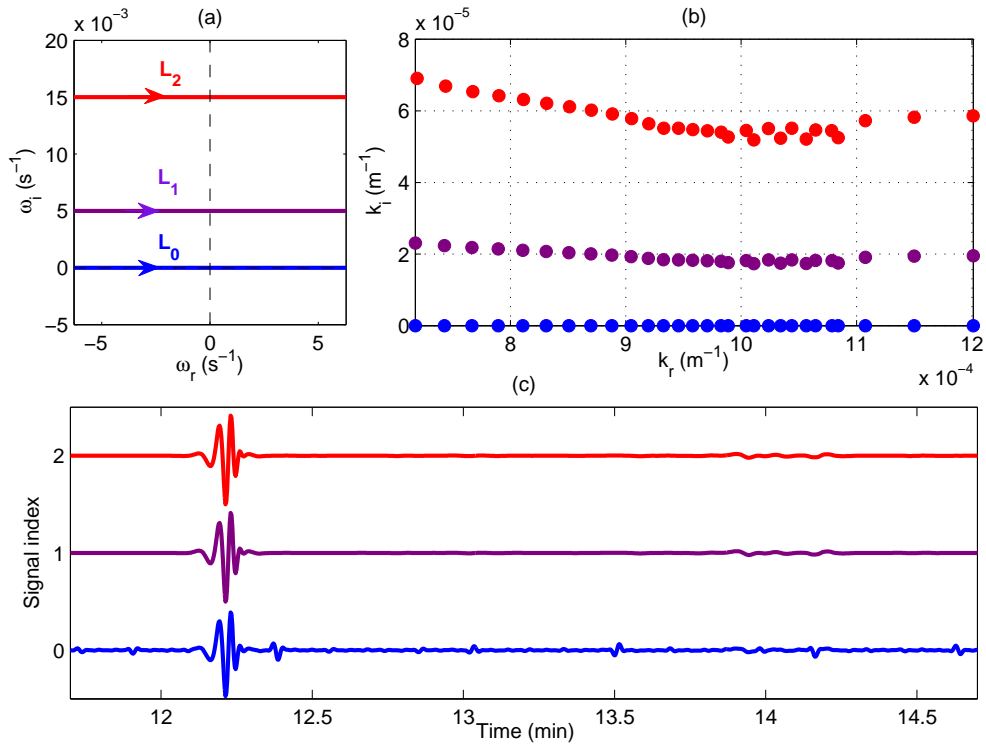 x 10⁻³
(a)
20
15
10
5
0
−5
L₂
L₁
L₀
ωᵢ (s⁻¹)
−5
0
5
ωᵣ (s⁻¹)
x 10⁻⁵
(b)
8
6
4
2
0
kᵢ (m⁻¹)
8
9
10
11
12
kᵣ (m⁻¹)
x 10⁻⁴
(c)
2
1
0
Signal index
12
12.5
13
13.5
14
14.5
Time (min)